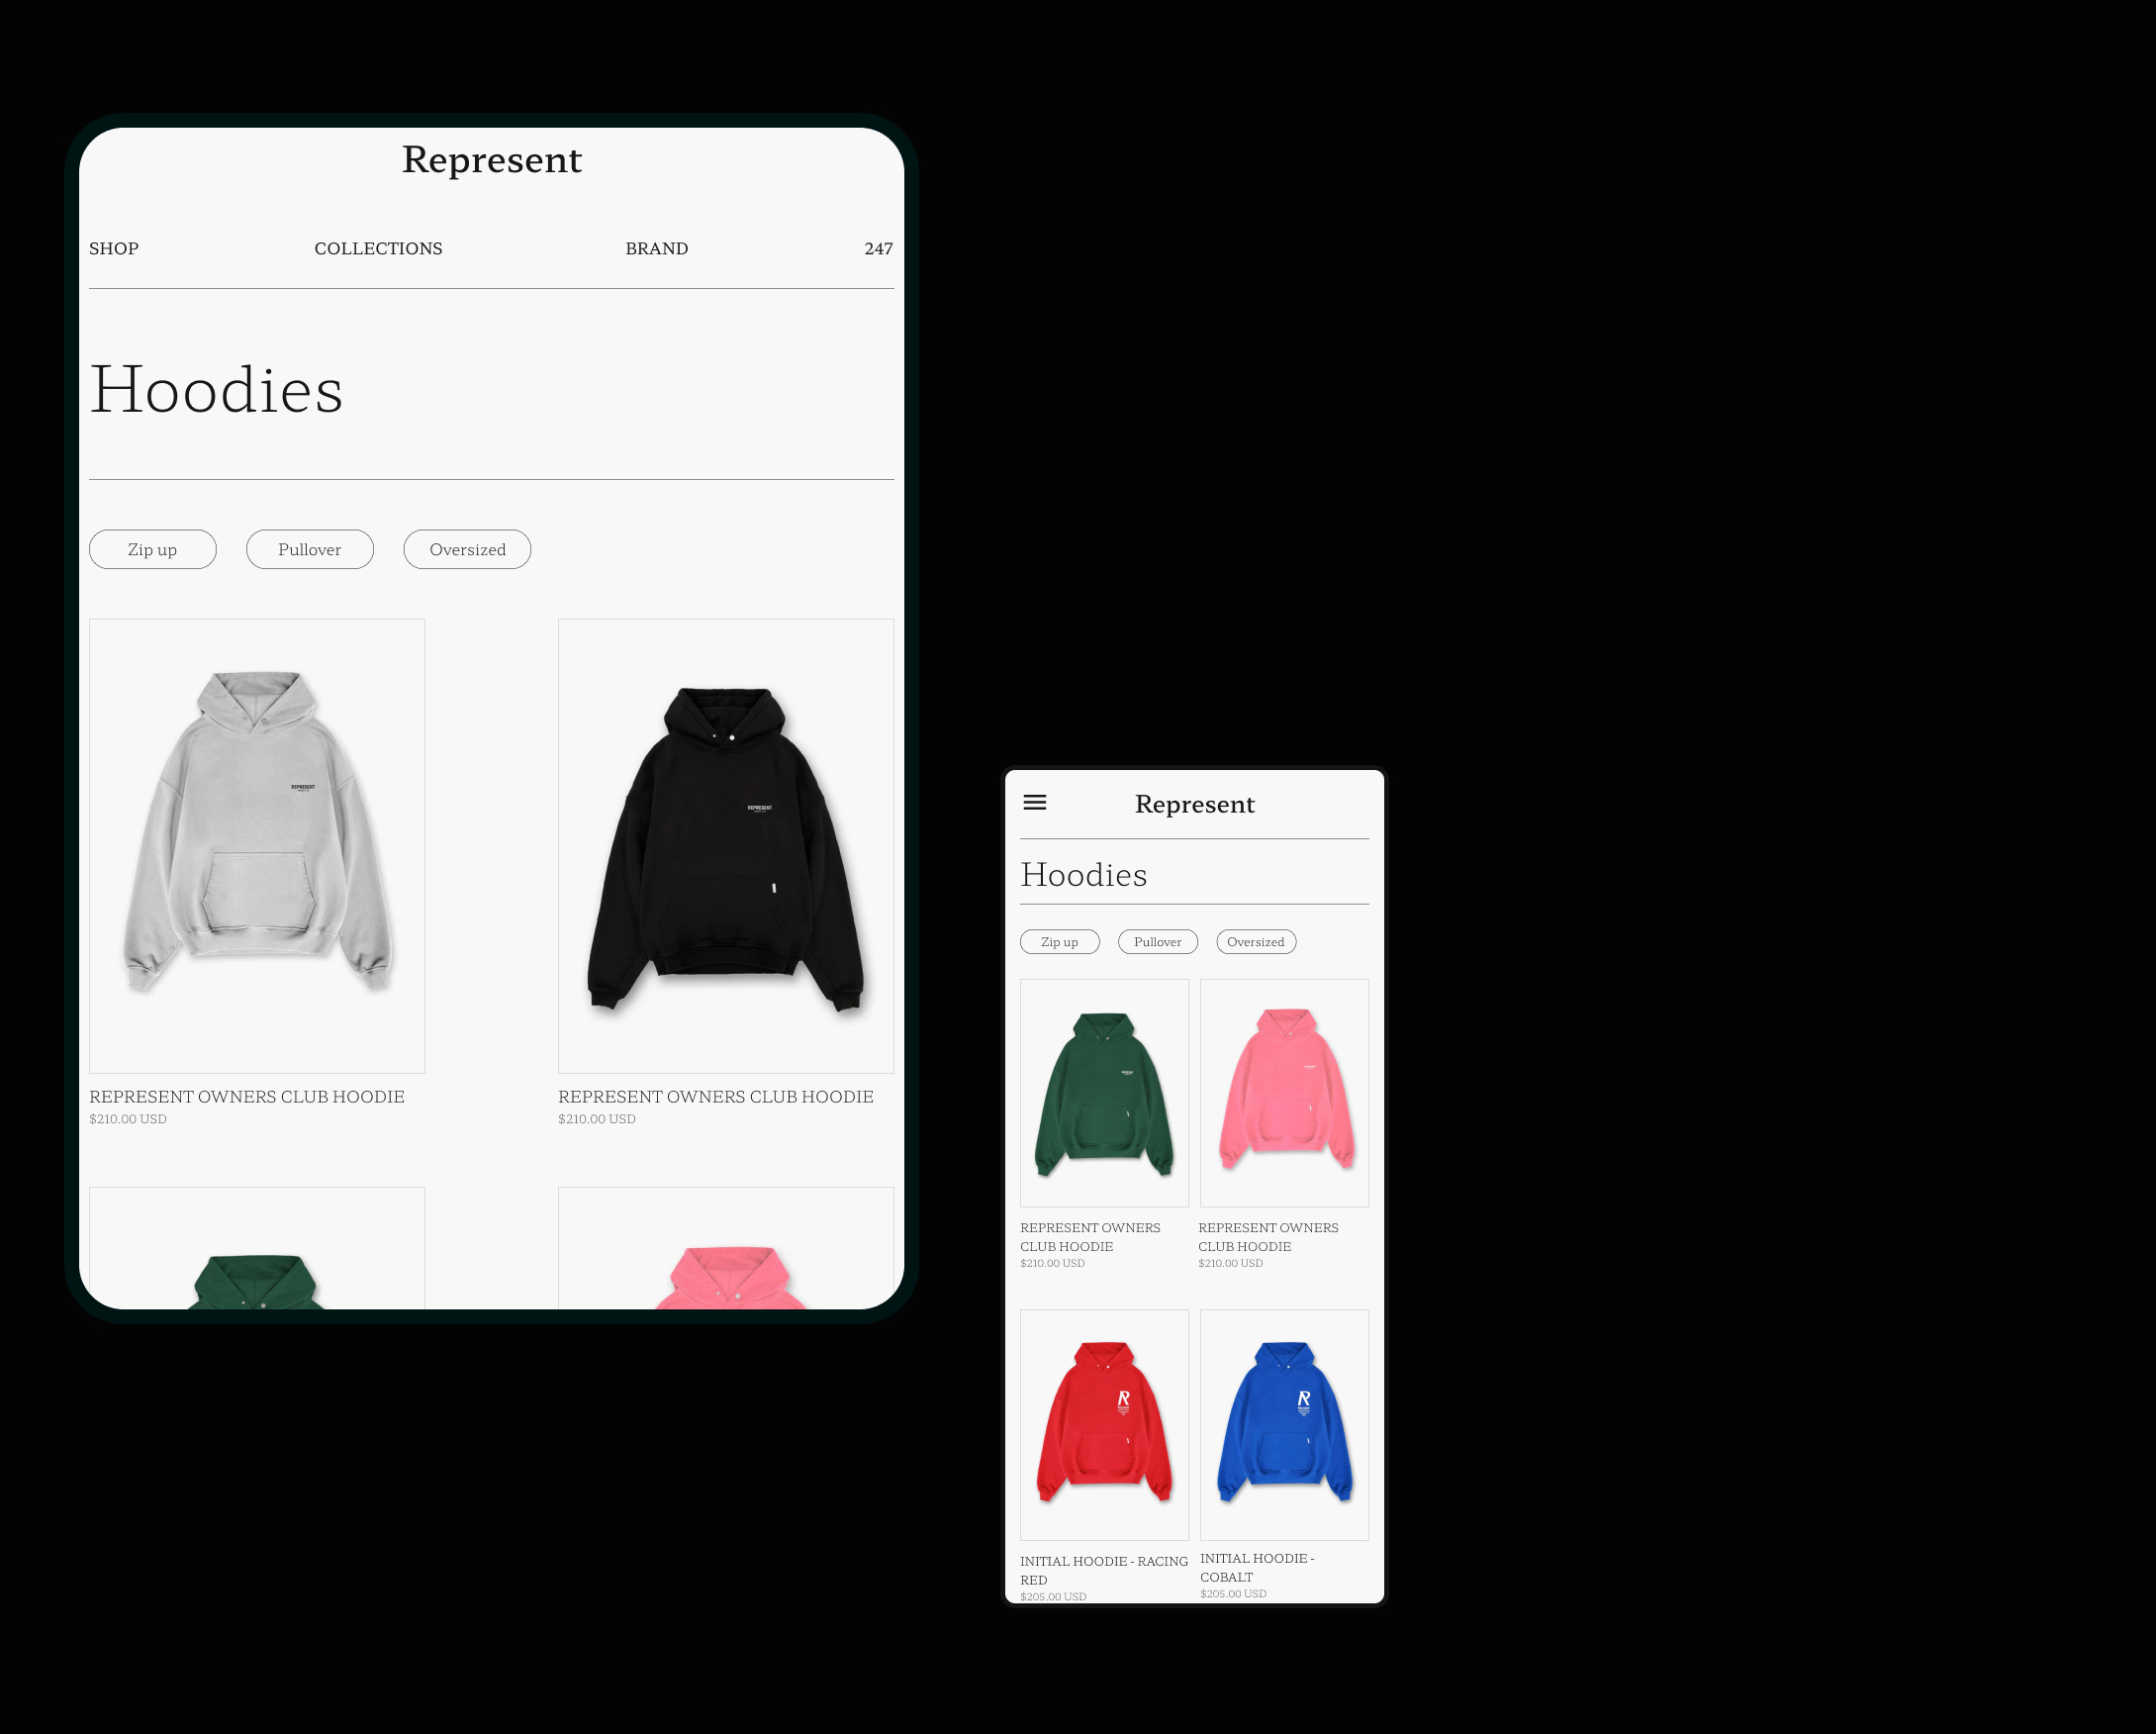 Represent
SHOP COLLECTIONS BRAND 247
Hoodies
Zip up Pullover Oversized
REPRESENT
REPRESENT
REPRESENT OWNERS CLUB HOODIE
$210.00 USD
REPRESENT OWNERS CLUB HOODIE
$210.00 USD
Represent
Hoodies
Zip up Pullover Oversized
REPRESENT OWNERS
CLUB HOODIE
$210.00 USD
REPRESENT OWNERS
CLUB HOODIE
$210.00 USD
R
R
INITIAL HOODIE - RACING
RED
$205.00 USD
INITIAL HOODIE -
COBALT
$205.00 USD